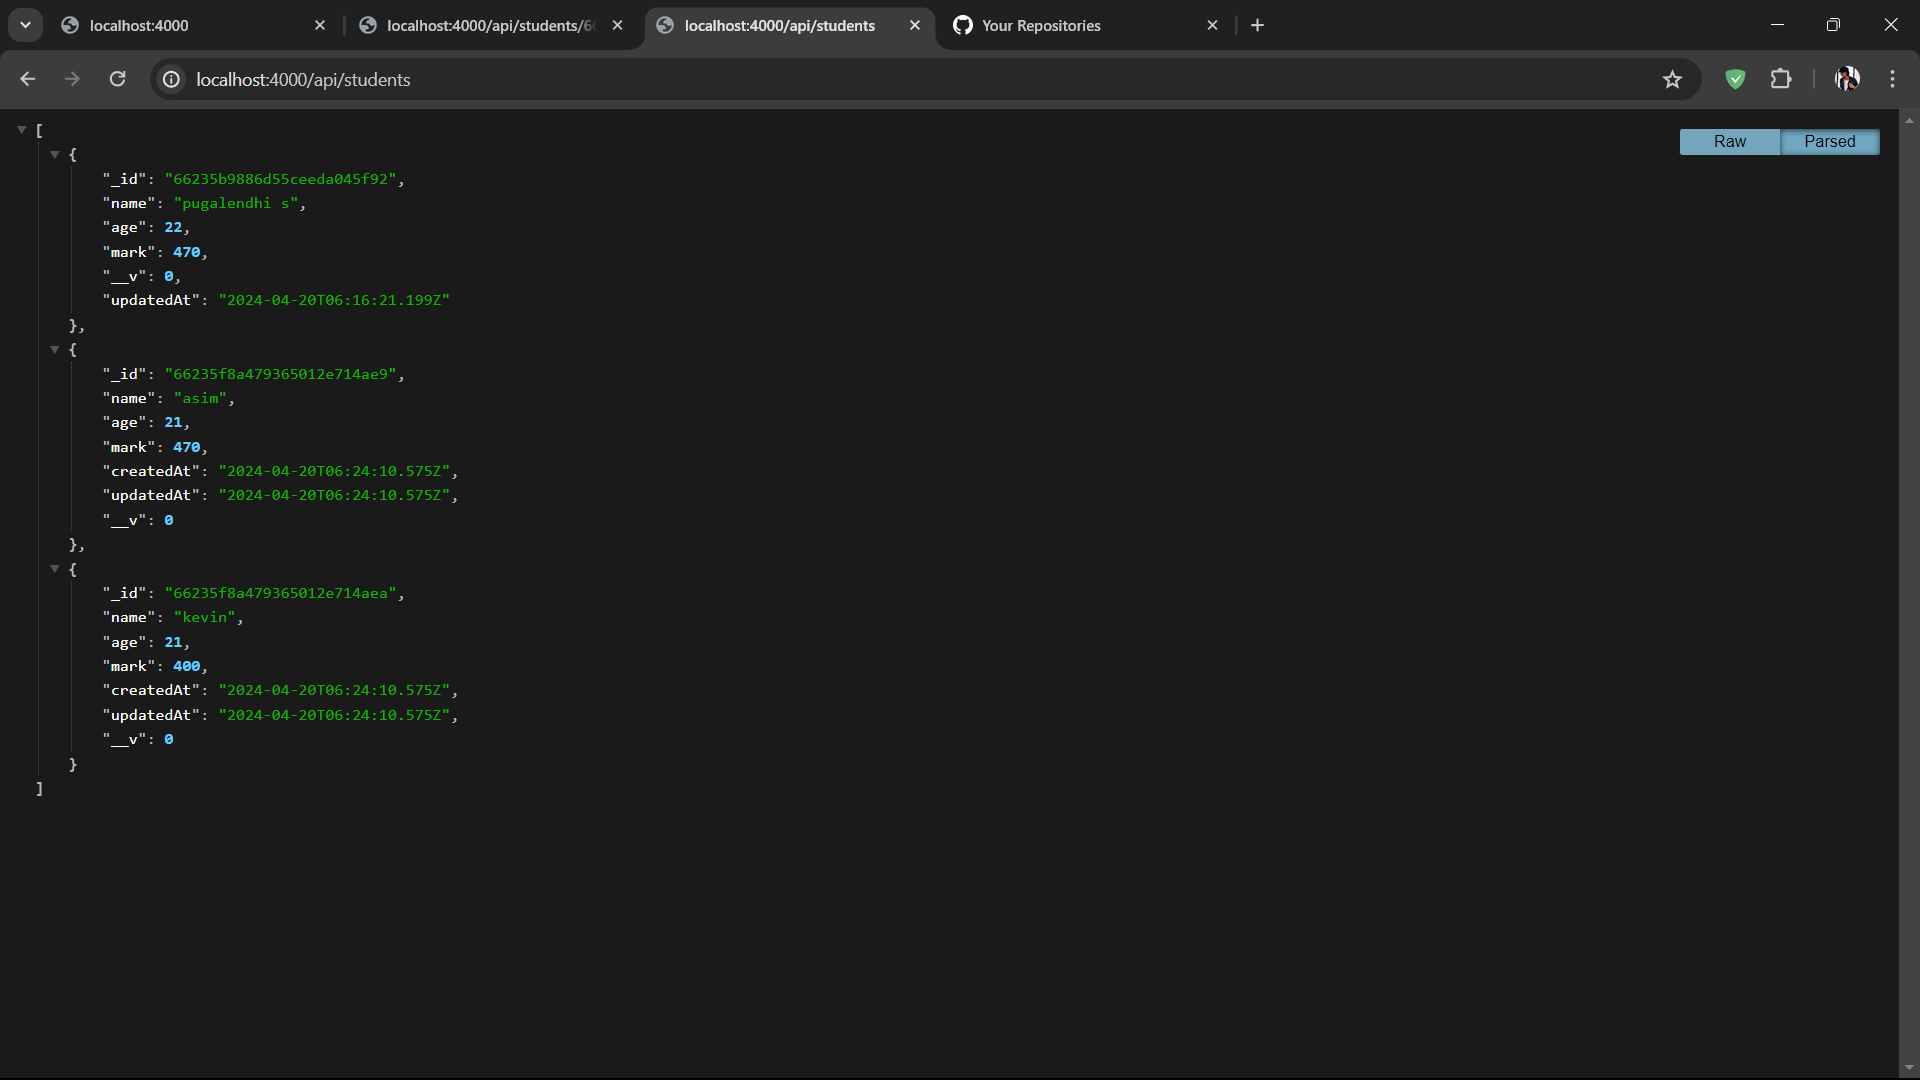 localhost:4000
localhost:4000/api/students/6
localhost:4000/api/students
Your Repositories
localhost:4000/api/students
Raw
Parsed
[
{
"_id": "66235b9886d55ceeda045f92",
"name": "pugalendhi s",
"age": 22,
"mark": 470,
"__v": 0,
"updatedAt": "2024-04-20T06:16:21.199Z"
},
{
"_id": "66235f8a479365012e714ae9",
"name": "asim",
"age": 21,
"mark": 470,
"createdAt": "2024-04-20T06:24:10.575Z",
"updatedAt": "2024-04-20T06:24:10.575Z",
"__v": 0
},
{
"_id": "66235f8a479365012e714aea",
"name": "kevin",
"age": 21,
"mark": 400,
"createdAt": "2024-04-20T06:24:10.575Z",
"updatedAt": "2024-04-20T06:24:10.575Z",
"__v": 0
}
]